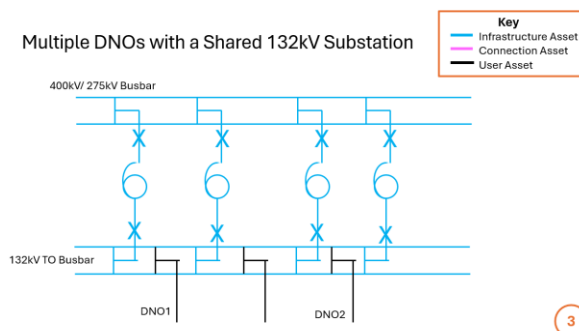 Key
Infrastructure Asset
Connection Asset
User Asset
Multiple DNOs with a Shared 132kV Substation
400kV/ 275kV Busbar
132kV TO Busbar
DNO1
DNO2
3